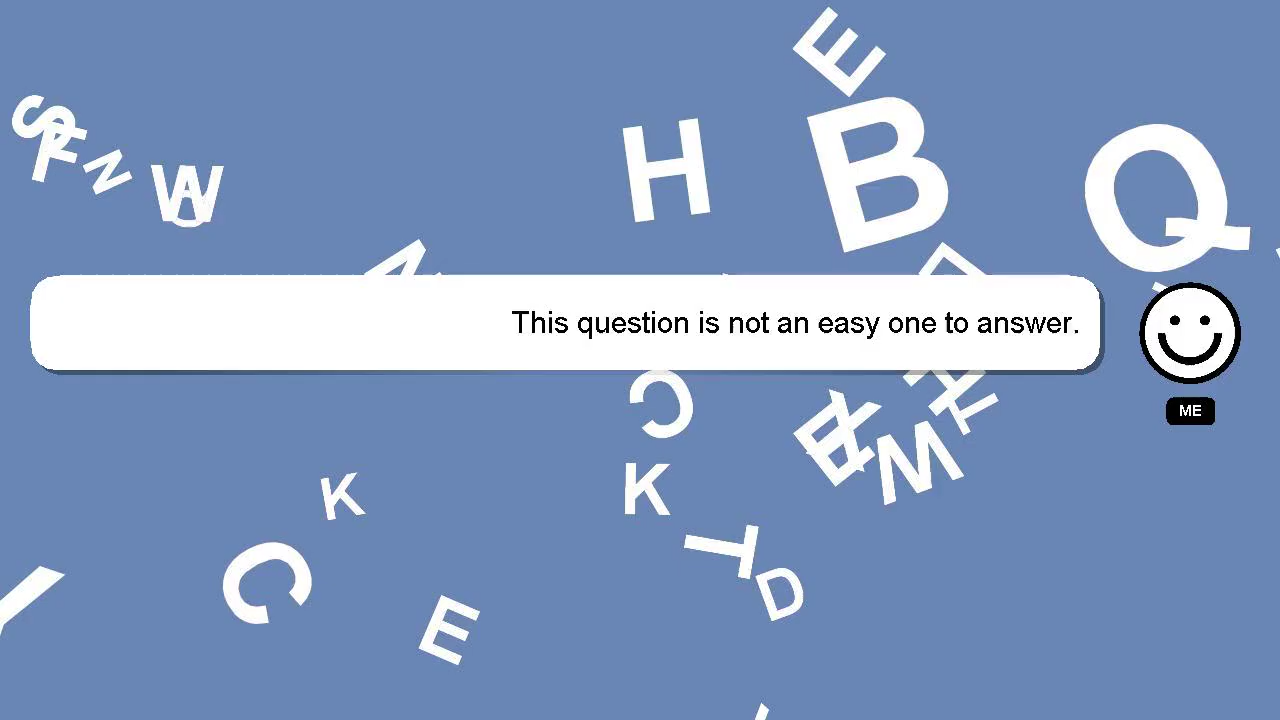 E
S
F
N
W
A
H
B
Q
This question is not an easy one to answer.
ME
C
E
M
K
K
T
D
C
E